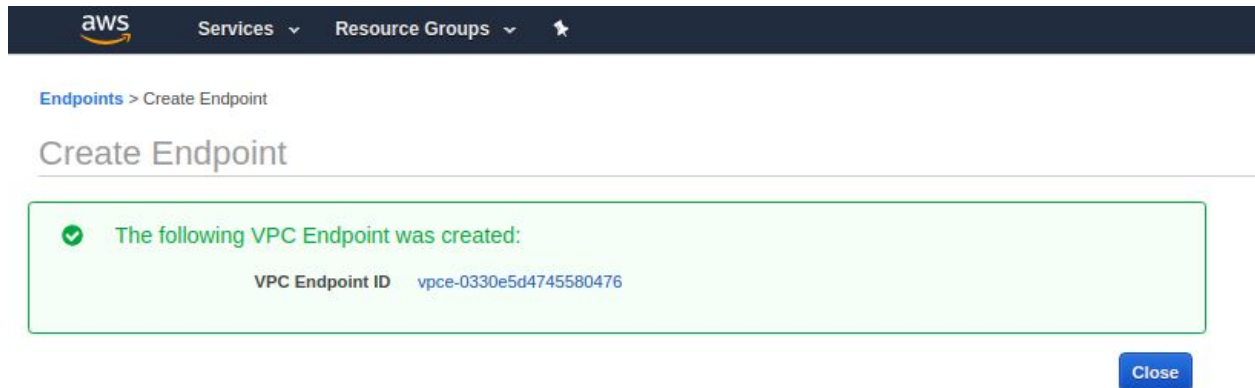 aws Services Resource Groups
Endpoints > Create Endpoint
Create Endpoint
The following VPC Endpoint was created:
VPC Endpoint ID vpce-0330e5d4745580476
Close